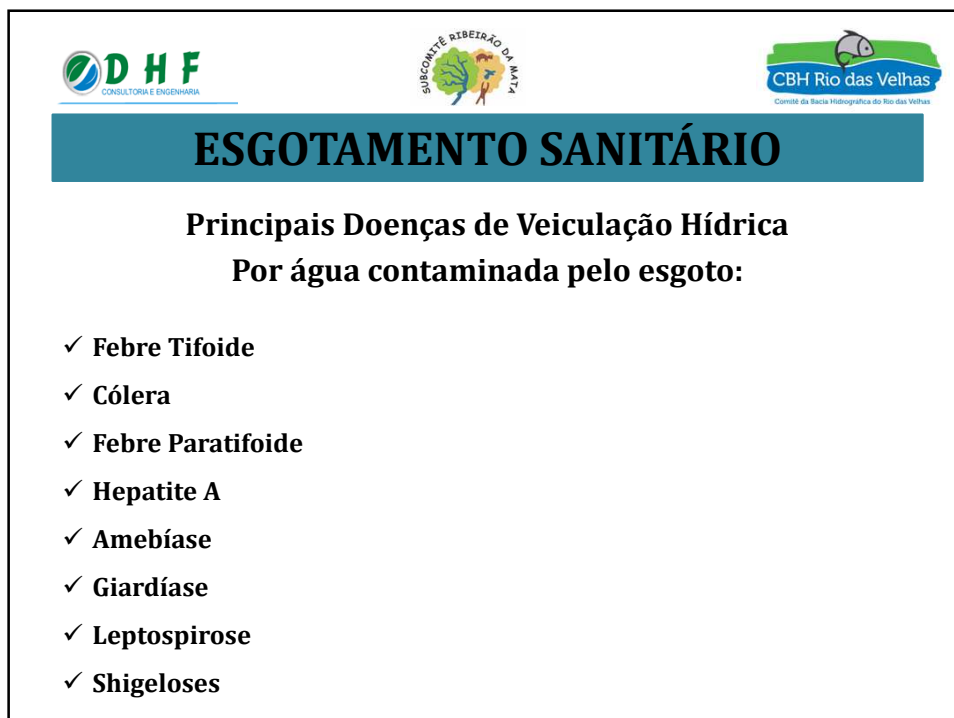 DHF
CONSULTORIA E ENGENHARIA
SUBCOMITÊ RIBEIRÃO DA MATA
CBH Rio das Velhas
Comitê da Bacia Hidrográfica do Rio das Velhas
ESGOTAMENTO SANITÁRIO
Principais Doenças de Veiculação Hídrica
Por água contaminada pelo esgoto:
✓ Febre Tifoide
✓ Cólera
✓ Febre Paratifoide
✓ Hepatite A
✓ Amebíase
✓ Giardíase
✓ Leptospirose
✓ Shigeloses